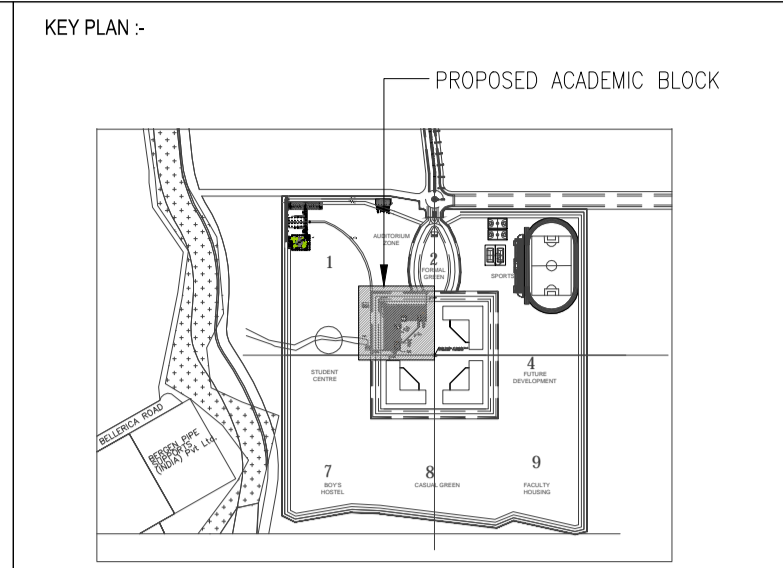 KEY PLAN :-
PROPOSED ACADEMIC BLOCK
AUDITORIUM
ZONE
1
2
FORMAL
GREEN
SPORTS
STUDENT
CENTRE
4
FUTURE
DEVELOPMENT
BELLERICA ROAD
BERGEN PIPE
SUPPORTS
(INDIA) Pvt Ltd.
7
BOY'S
HOSTEL
8
CASUAL GREEN
9
FACULTY
HOUSING